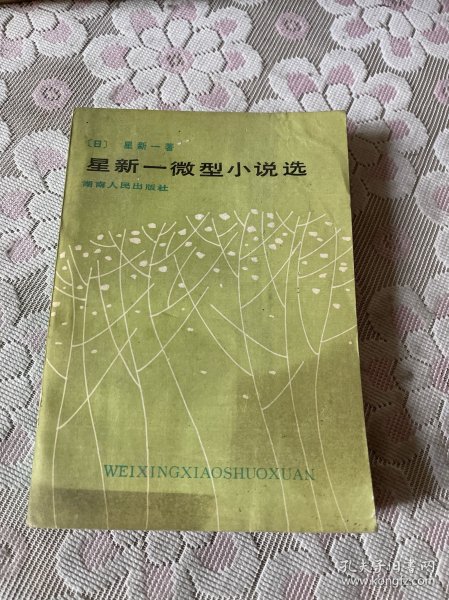 〔日〕 星新一著
星新一微型小说选
湖南人民出版社
WEIXINGXIAOSHUOXUAN
孔夫子旧书网
www.kongfz.com